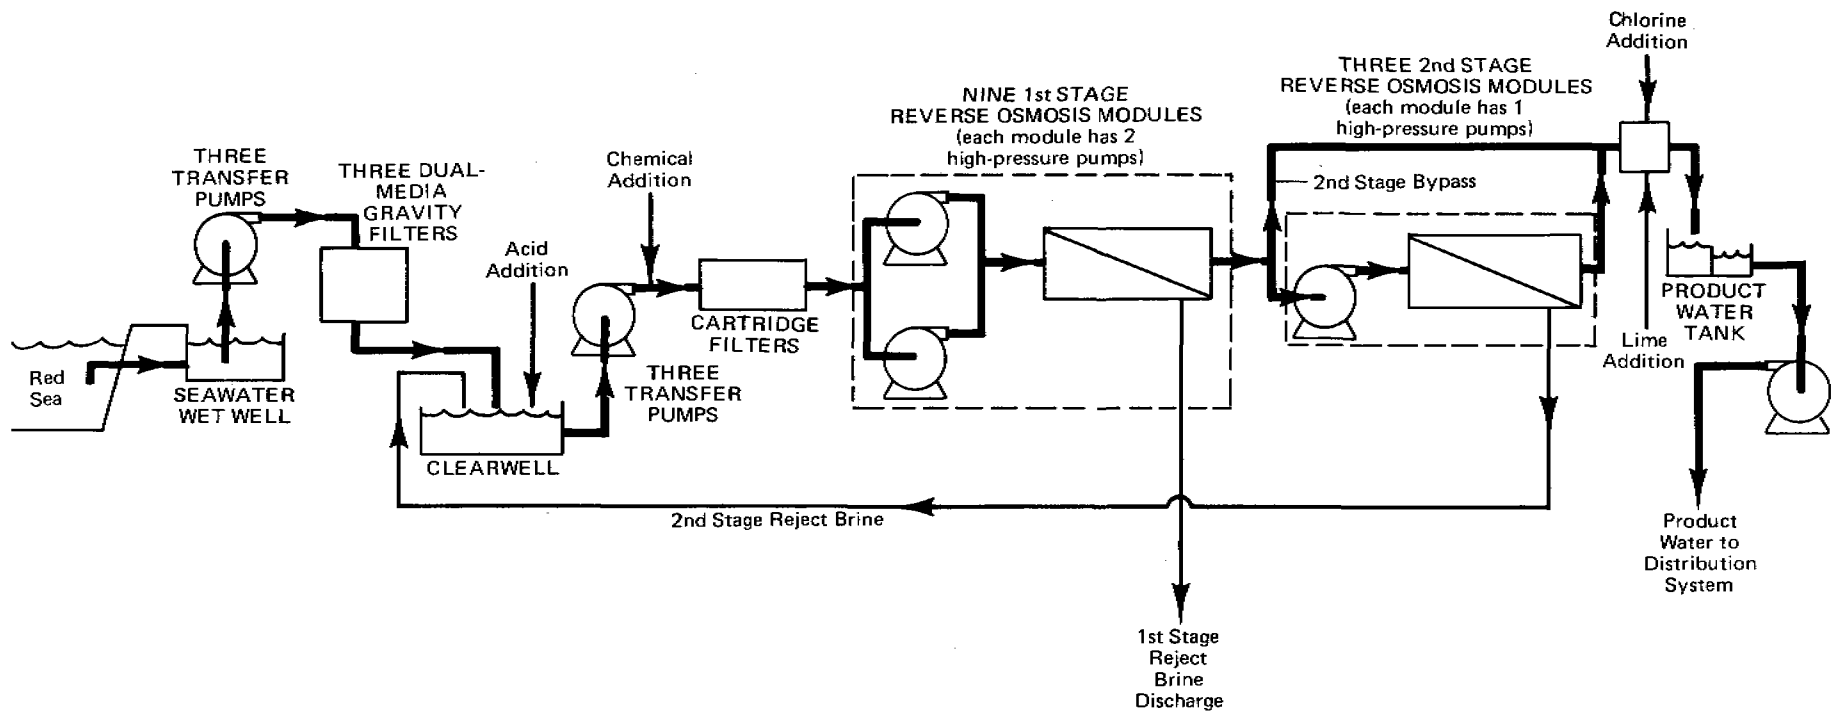 Chlorine
Addition
THREE 2nd STAGE
REVERSE OSMOSIS MODULES
(each module has 1
high-pressure pumps)
NINE 1st STAGE
REVERSE OSMOSIS MODULES
(each module has 2
high-pressure pumps)
THREE
TRANSFER
PUMPS
THREE DUAL-
MEDIA
GRAVITY
FILTERS
Chemical
Addition
2nd Stage Bypass
Acid
Addition
PRODUCT
WATER
TANK
CARTRIDGE
FILTERS
Lime
Addition
Red
Sea
SEAWATER
WET WELL
THREE
TRANSFER
PUMPS
CLEARWELL
2nd Stage Reject Brine
Product
Water to
Distribution
System
1st Stage
Reject
Brine
Discharge